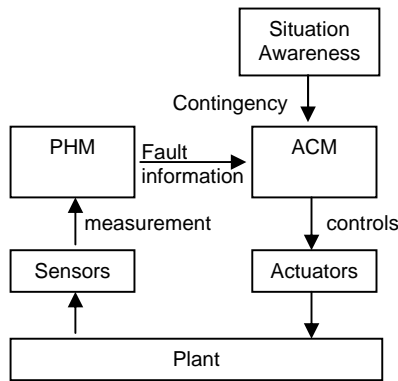 Situation
Awareness
Contingency
PHM
Fault
information
ACM
measurement
controls
Sensors
Actuators
Plant